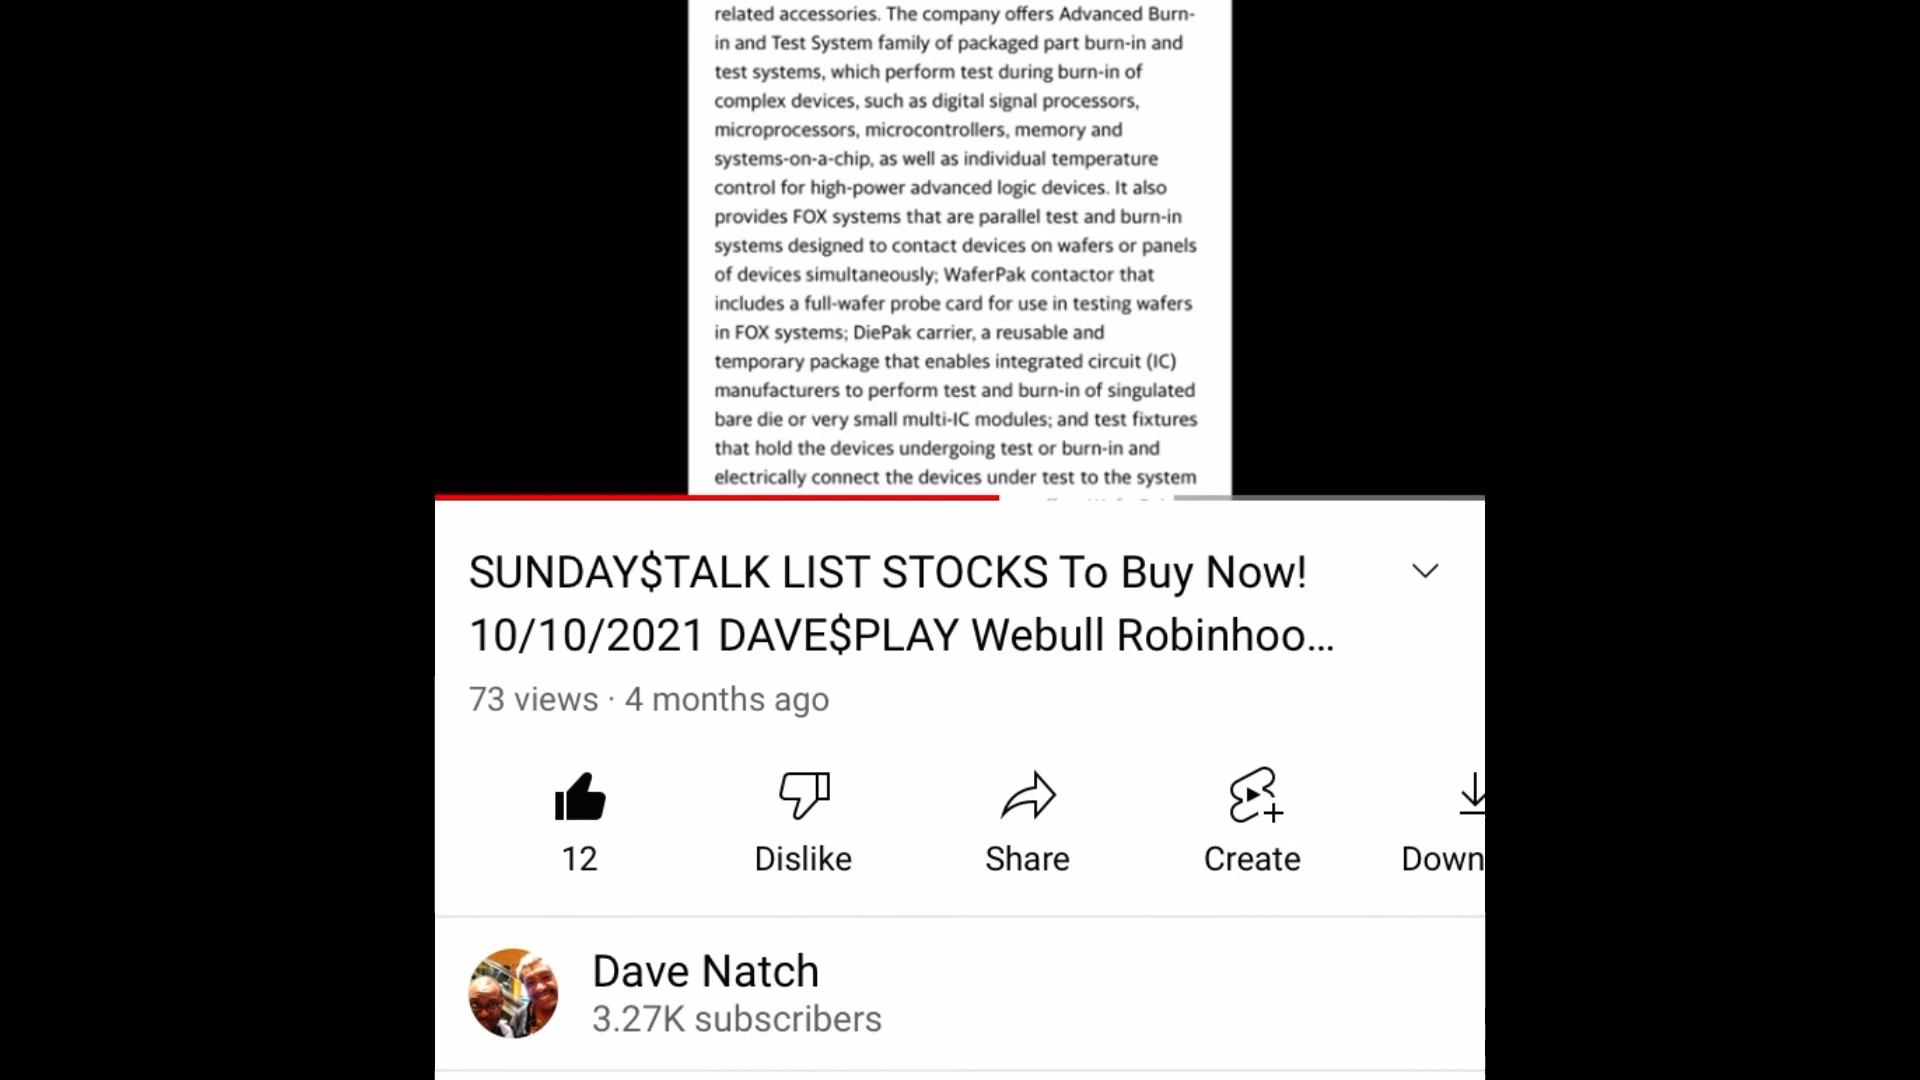 related accessories. The company offers Advanced Burn-
in and Test System family of packaged part burn-in and
test systems, which perform test during burn-in of
complex devices, such as digital signal processors,
microprocessors, microcontrollers, memory and
systems-on-a-chip, as well as individual temperature
control for high-power advanced logic devices. It also
provides FOX systems that are parallel test and burn-in
systems designed to contact devices on wafers or panels
of devices simultaneously; WaferPak contactor that
includes a full-wafer probe card for use in testing wafers
in FOX systems; DiePak carrier, a reusable and
temporary package that enables integrated circuit (IC)
manufacturers to perform test and burn-in of singulated
bare die or very small multi-IC modules; and test fixtures
that hold the devices undergoing test or burn-in and
electrically connect the devices under test to the system
SUNDAY$TALK LIST STOCKS To Buy Now!
10/10/2021 DAVE$PLAY Webull Robinhoo...
73 views · 4 months ago
12 Dislike Share Create Down
Dave Natch
3.27K subscribers